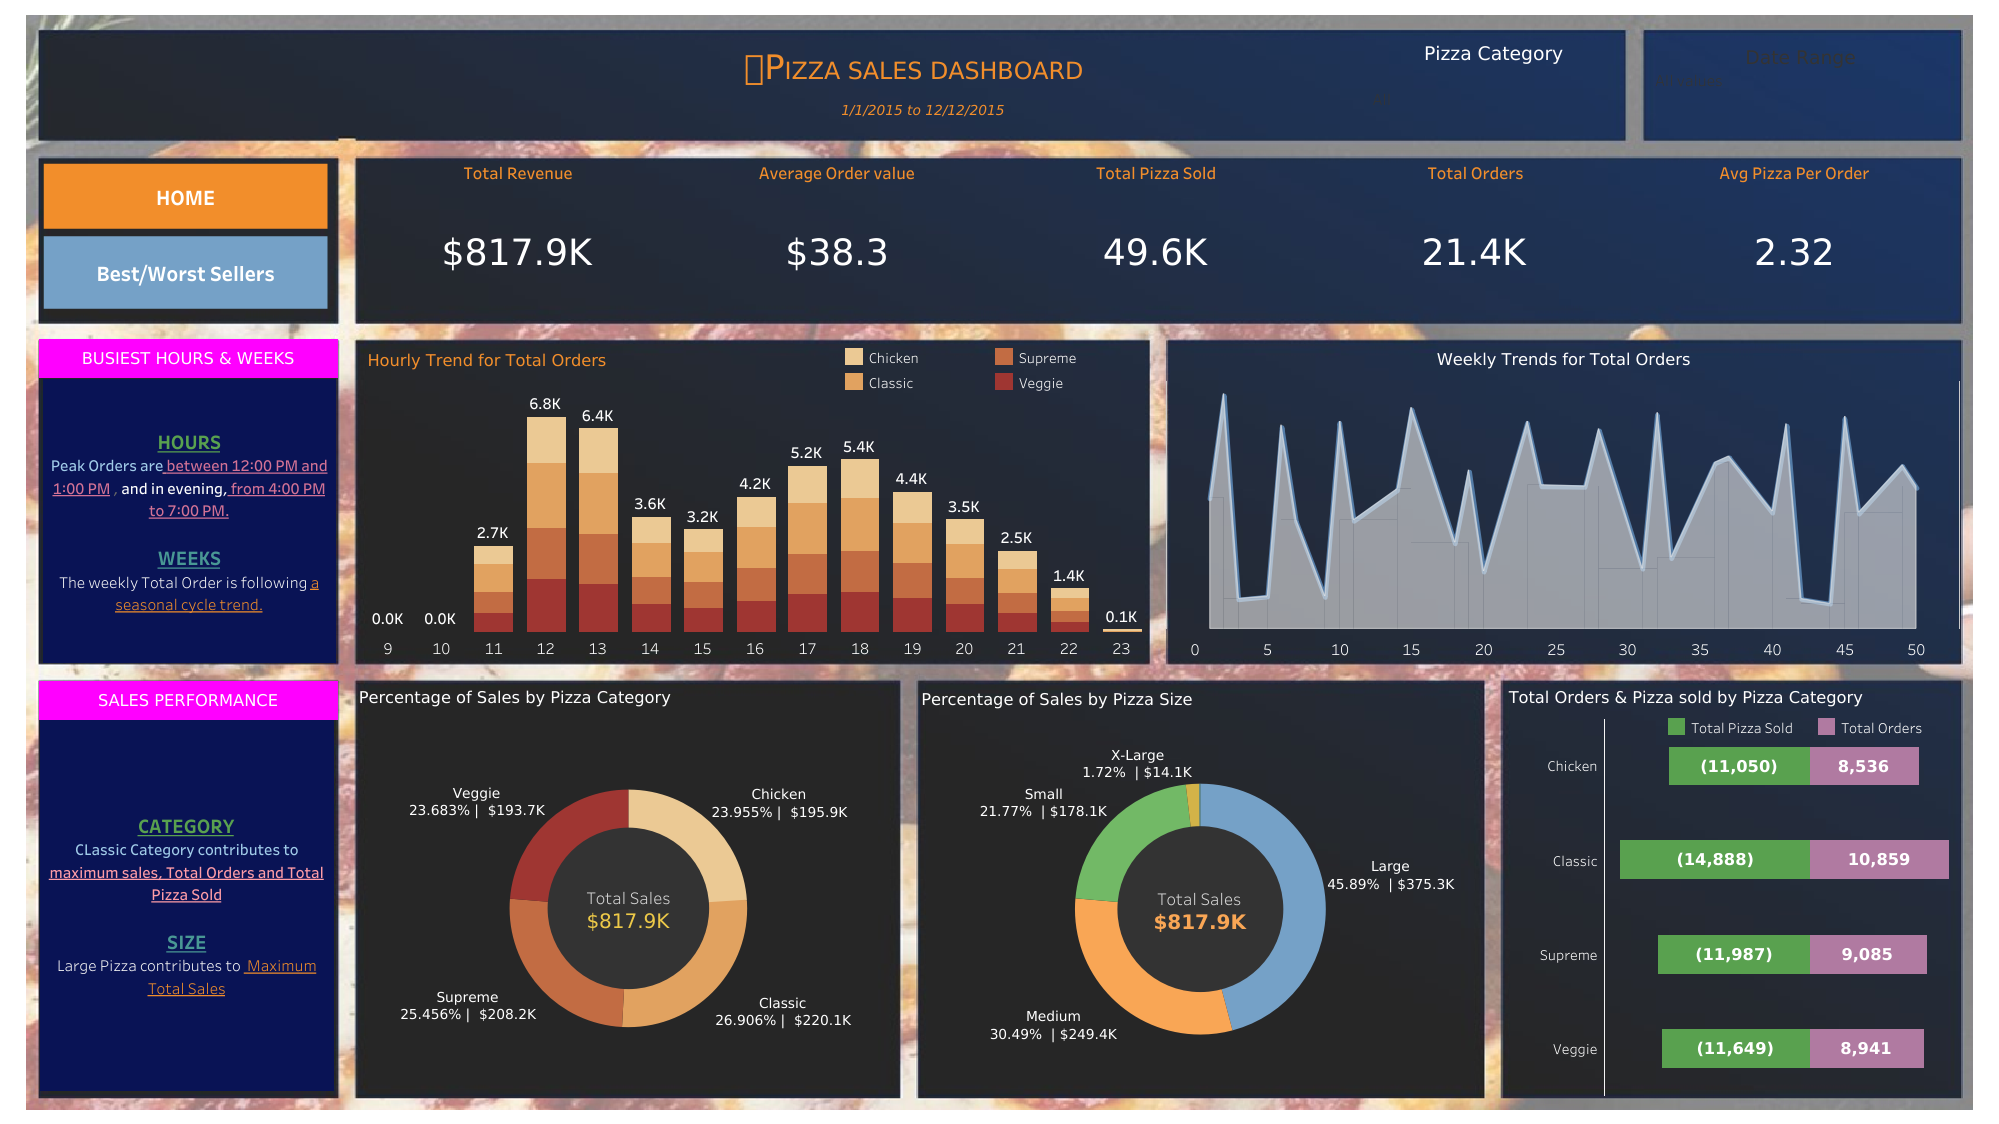 PIZZA SALES DASHBOARD
1/1/2015 to 12/12/2015
Pizza Category
Date Range
HOME
Best/Worst Sellers
Total Revenue
$817.9K
Average Order value
$38.3
Total Pizza Sold
49.6K
Total Orders
21.4K
Avg Pizza Per Order
2.32
BUSIEST HOURS & WEEKS
HOURS
Peak Orders are between 12:00 PM and
1:00 PM , and in evening, from 4:00 PM
to 7:00 PM.
WEEKS
The weekly Total Order is following a
seasonal cycle trend.
Hourly Trend for Total Orders
Chicken
Supreme
Classic
Veggie
0.0K
0.0K
2.7K
6.8K
6.4K
3.6K
3.2K
4.2K
5.2K
5.4K
4.4K
3.5K
2.5K
1.4K
0.1K
9 10 11 12 13 14 15 16 17 18 19 20 21 22 23
Weekly Trends for Total Orders
0 5 10 15 20 25 30 35 40 45 50
SALES PERFORMANCE
CATEGORY
CLassic Category contributes to
maximum sales, Total Orders and Total
Pizza Sold
SIZE
Large Pizza contributes to Maximum
Total Sales
Percentage of Sales by Pizza Category
Veggie
23.683% | $193.7K
Chicken
23.955% | $195.9K
Total Sales
$817.9K
Supreme
25.456% | $208.2K
Classic
26.906% | $220.1K
Percentage of Sales by Pizza Size
X-Large
1.72% | $14.1K
Small
21.77% | $178.1K
Large
45.89% | $375.3K
Total Sales
$817.9K
Medium
30.49% | $249.4K
Total Orders & Pizza sold by Pizza Category
Total Pizza Sold
Total Orders
Chicken (11,050) 8,536
Classic (14,888) 10,859
Supreme (11,987) 9,085
Veggie (11,649) 8,941